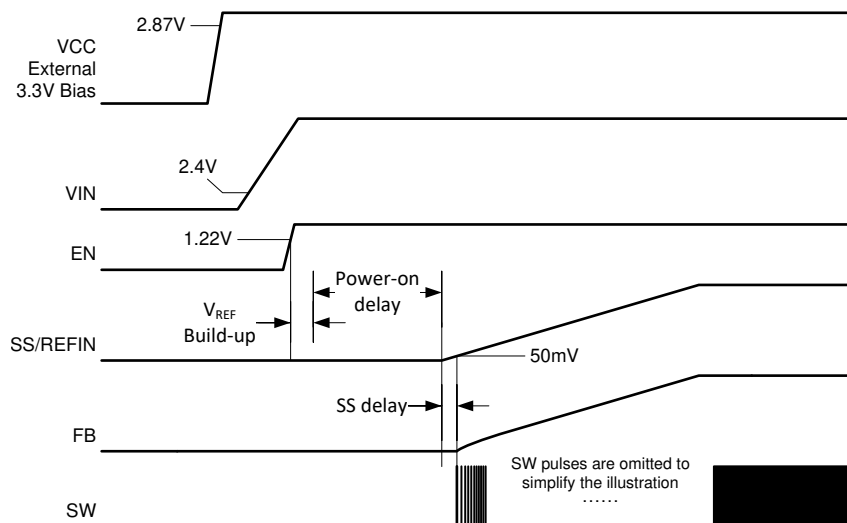 2.87V
VCC
External
3.3V Bias
2.4V
VIN
1.22V
EN
Power-on
delay
VREF
Build-up
SS/REFIN
50mV
SS delay
FB
SW pulses are omitted to
simplify the illustration
......
SW